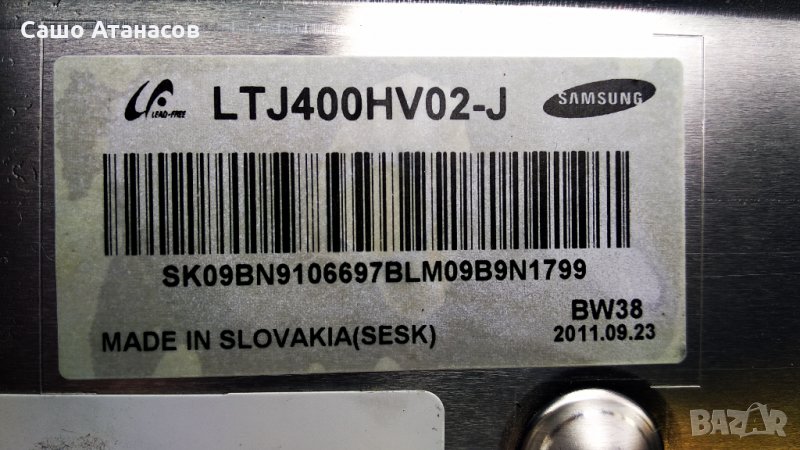 Сашо Атанасов
LEAD-FREE
LTJ400HV02-J
SAMSUNG
SK09BN9106697BLM09B9N1799
BW38
MADE IN SLOVAKIA(SESK)
2011.09.23
BAZAR